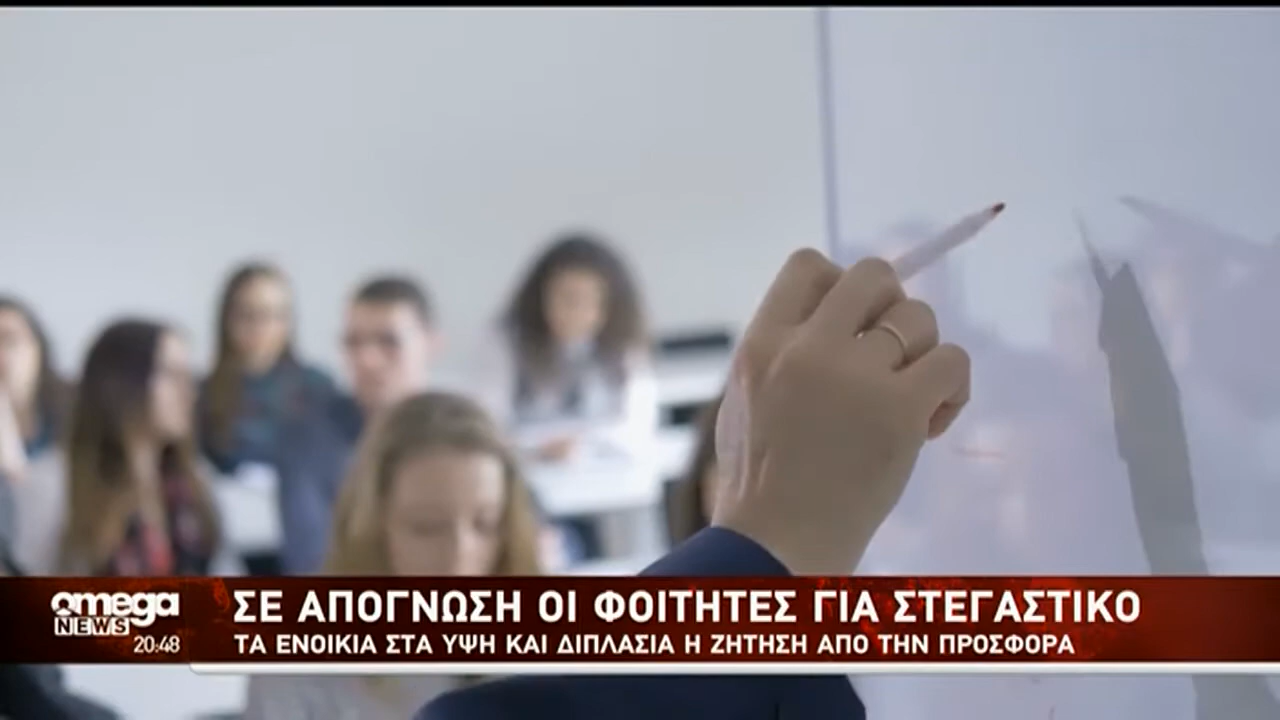 omega
NEWS
20:48
ΣΕ ΑΠΟΓΝΩΣΗ ΟΙ ΦΟΙΤΗΤΕΣ ΓΙΑ ΣΤΕΓΑΣΤΙΚΟ
ΤΑ ΕΝΟΙΚΙΑ ΣΤΑ ΥΨΗ ΚΑΙ ΔΙΠΛΑΣΙΑ Η ΖΗΤΗΣΗ ΑΠΟ ΤΗΝ ΠΡΟΣΦΟΡΑ